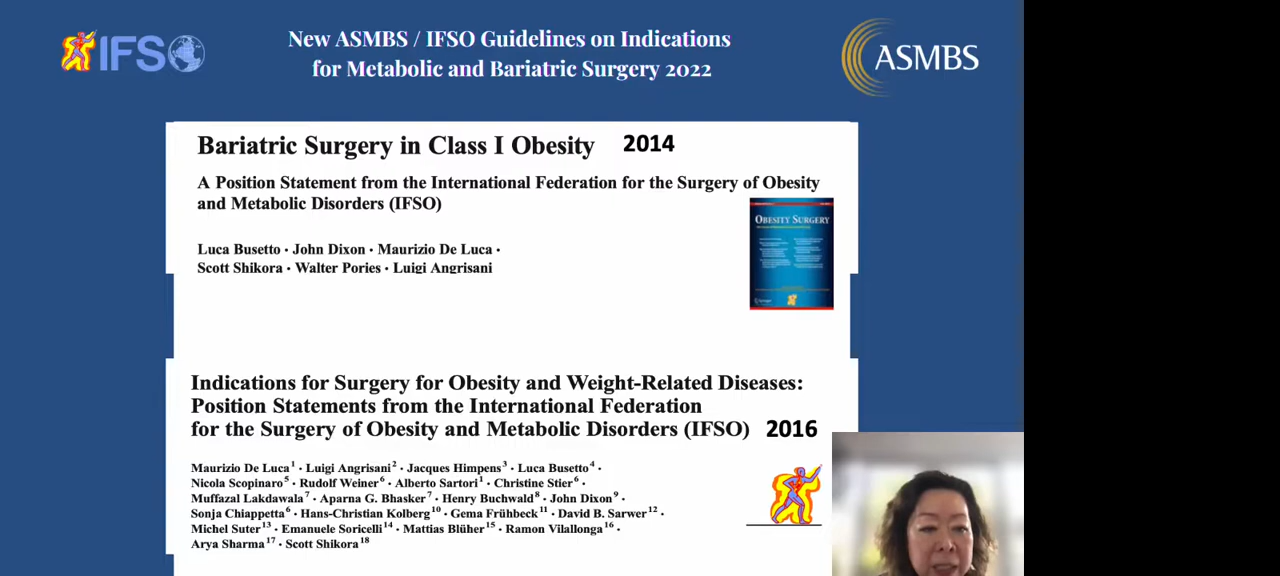 IFSO
New ASMBS / IFSO Guidelines on Indications
for Metabolic and Bariatric Surgery 2022
ASMBS
Bariatric Surgery in Class I Obesity 2014
A Position Statement from the International Federation for the Surgery of Obesity
and Metabolic Disorders (IFSO)
Luca Busetto · John Dixon · Maurizio De Luca ·
Scott Shikora · Walter Pories · Luigi Angrisani
OBESITY SURGERY
Indications for Surgery for Obesity and Weight-Related Diseases:
Position Statements from the International Federation
for the Surgery of Obesity and Metabolic Disorders (IFSO) 2016
Maurizio De Luca¹ · Luigi Angrisani² · Jacques Himpens³ · Luca Busetto⁴ ·
Nicola Scopinaro⁵ · Rudolf Weiner⁶ · Alberto Sartori¹ · Christine Stier⁶ ·
Muffazal Lakdawala⁷ · Aparna G. Bhasker⁷ · Henry Buchwald⁸ · John Dixon⁹ ·
Sonja Chiappetta⁶ · Hans-Christian Kolberg¹⁰ · Gema Frühbeck¹¹ · David B. Sarwer¹² ·
Michel Suter¹³ · Emanuele Soricelli¹⁴ · Mattias Blüher¹⁵ · Ramon Vilallonga¹⁶ ·
Arya Sharma¹⁷ · Scott Shikora¹⁸